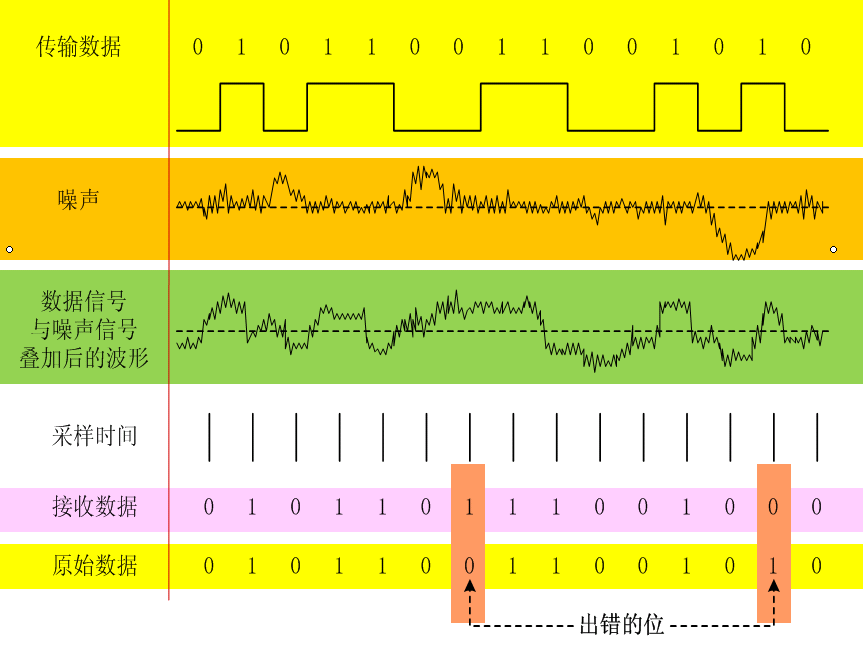 传输数据 0 1 0 1 1 0 0 1 1 0 0 1 0 1 0
噪声
数据信号
与噪声信号
叠加后的波形
采样时间
接收数据 0 1 0 1 1 0 1 1 1 0 0 1 0 0 0
原始数据 0 1 0 1 1 0 0 1 1 0 0 1 0 1 0
出错的位